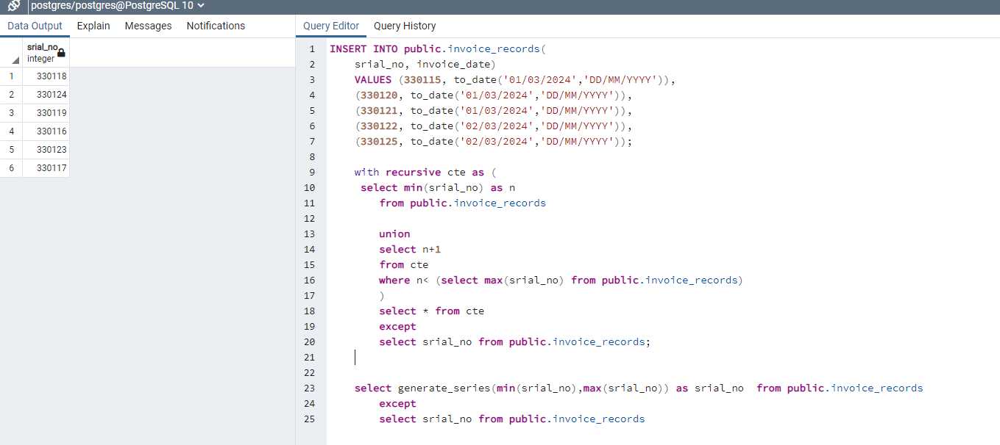 postgres/postgres@PostgreSQL 10
Data Output Explain Messages Notifications
srial_no
integer
1 330118
2 330124
3 330119
4 330116
5 330123
6 330117
Query Editor Query History
1 INSERT INTO public.invoice_records(
2 srial_no, invoice_date)
3 VALUES (330115, to_date('01/03/2024','DD/MM/YYYY')),
4 (330120, to_date('01/03/2024','DD/MM/YYYY')),
5 (330121, to_date('01/03/2024','DD/MM/YYYY')),
6 (330122, to_date('02/03/2024','DD/MM/YYYY')),
7 (330125, to_date('02/03/2024','DD/MM/YYYY'));
8
9 with recursive cte as (
10 select min(srial_no) as n
11 from public.invoice_records
12
13 union
14 select n+1
15 from cte
16 where n< (select max(srial_no) from public.invoice_records)
17 )
18 select * from cte
19 except
20 select srial_no from public.invoice_records;
21
22
23 select generate_series(min(srial_no),max(srial_no)) as srial_no from public.invoice_records
24 except
25 select srial_no from public.invoice_records